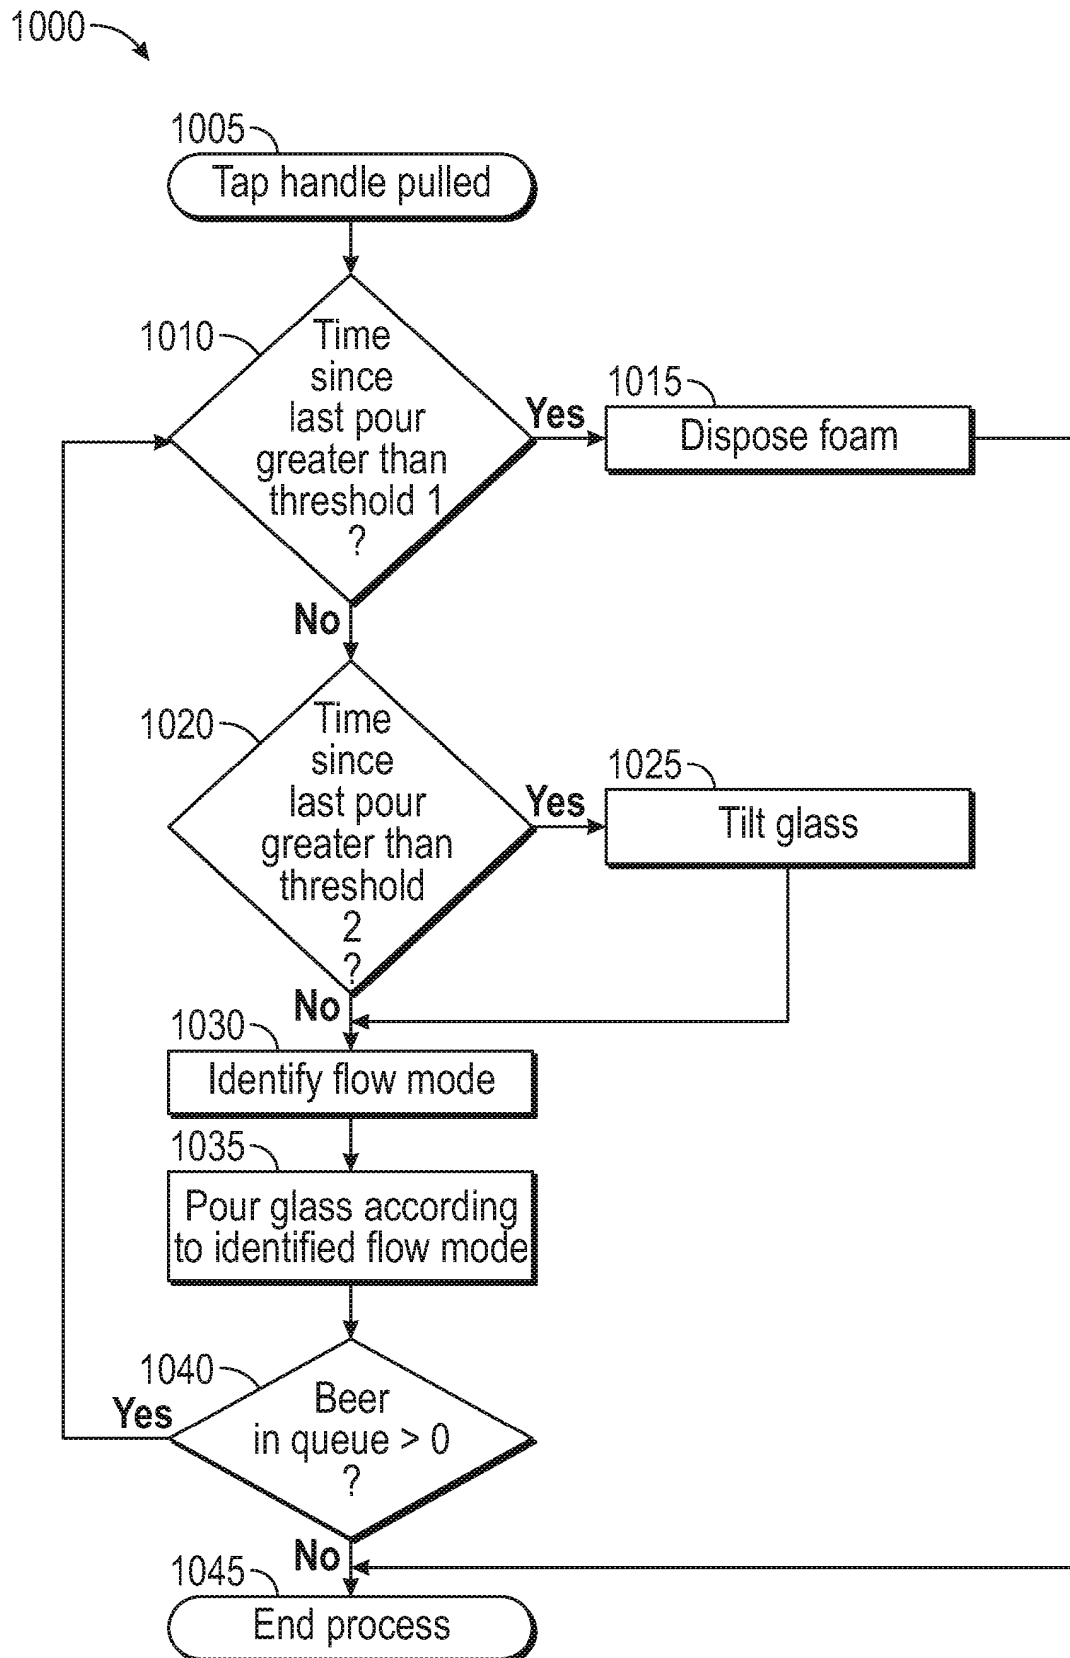 1000
1005
Tap handle pulled
1010
Time
since
last pour
greater than
threshold 1
?
Yes
1015
Dispose foam
No
1020
Time
since
last pour
greater than
threshold
2
?
Yes
1025
Tilt glass
No
1030
Identify flow mode
1035
Pour glass according
to identified flow mode
1040
Yes
Beer
in queue > 0
?
No
1045
End process